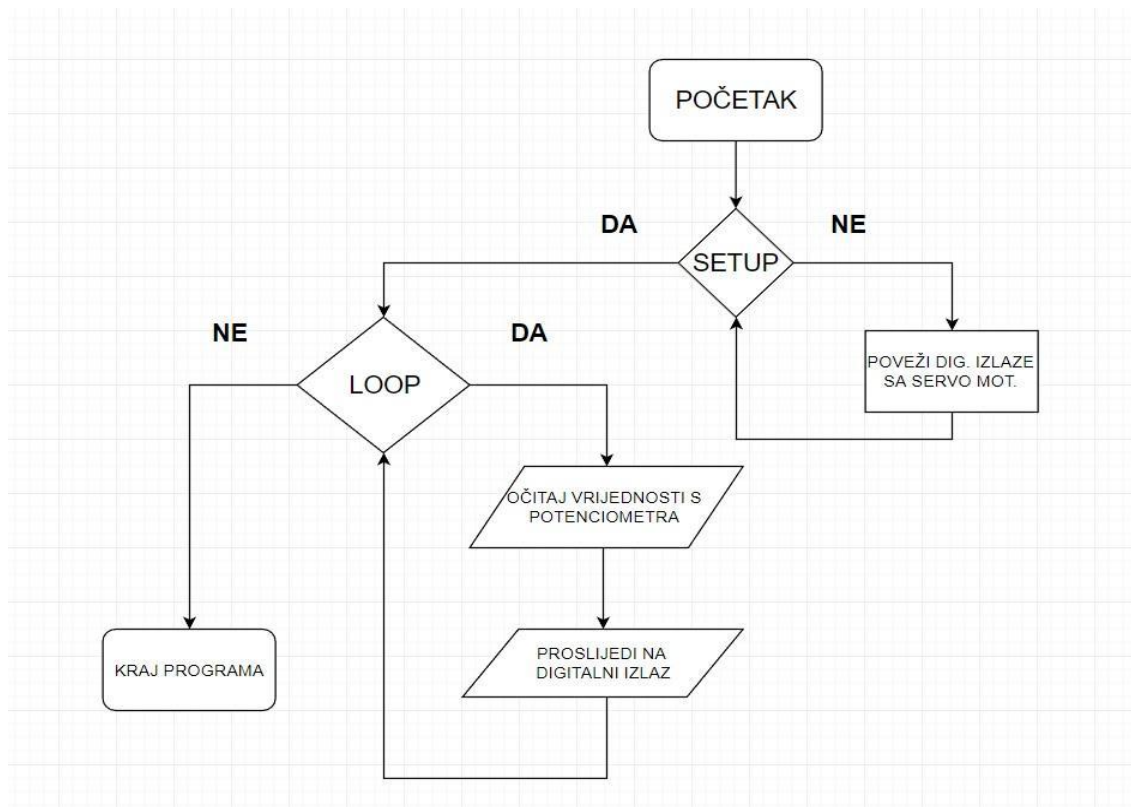 POČETAK
DA
NE
SETUP
NE
DA
LOOP
POVEŽI DIG. IZLAZE
SA SERVO MOT.
OČITAJ VRIJEDNOSTI S
POTENCIOMETRA
KRAJ PROGRAMA
PROSLIJEDI NA
DIGITALNI IZLAZ